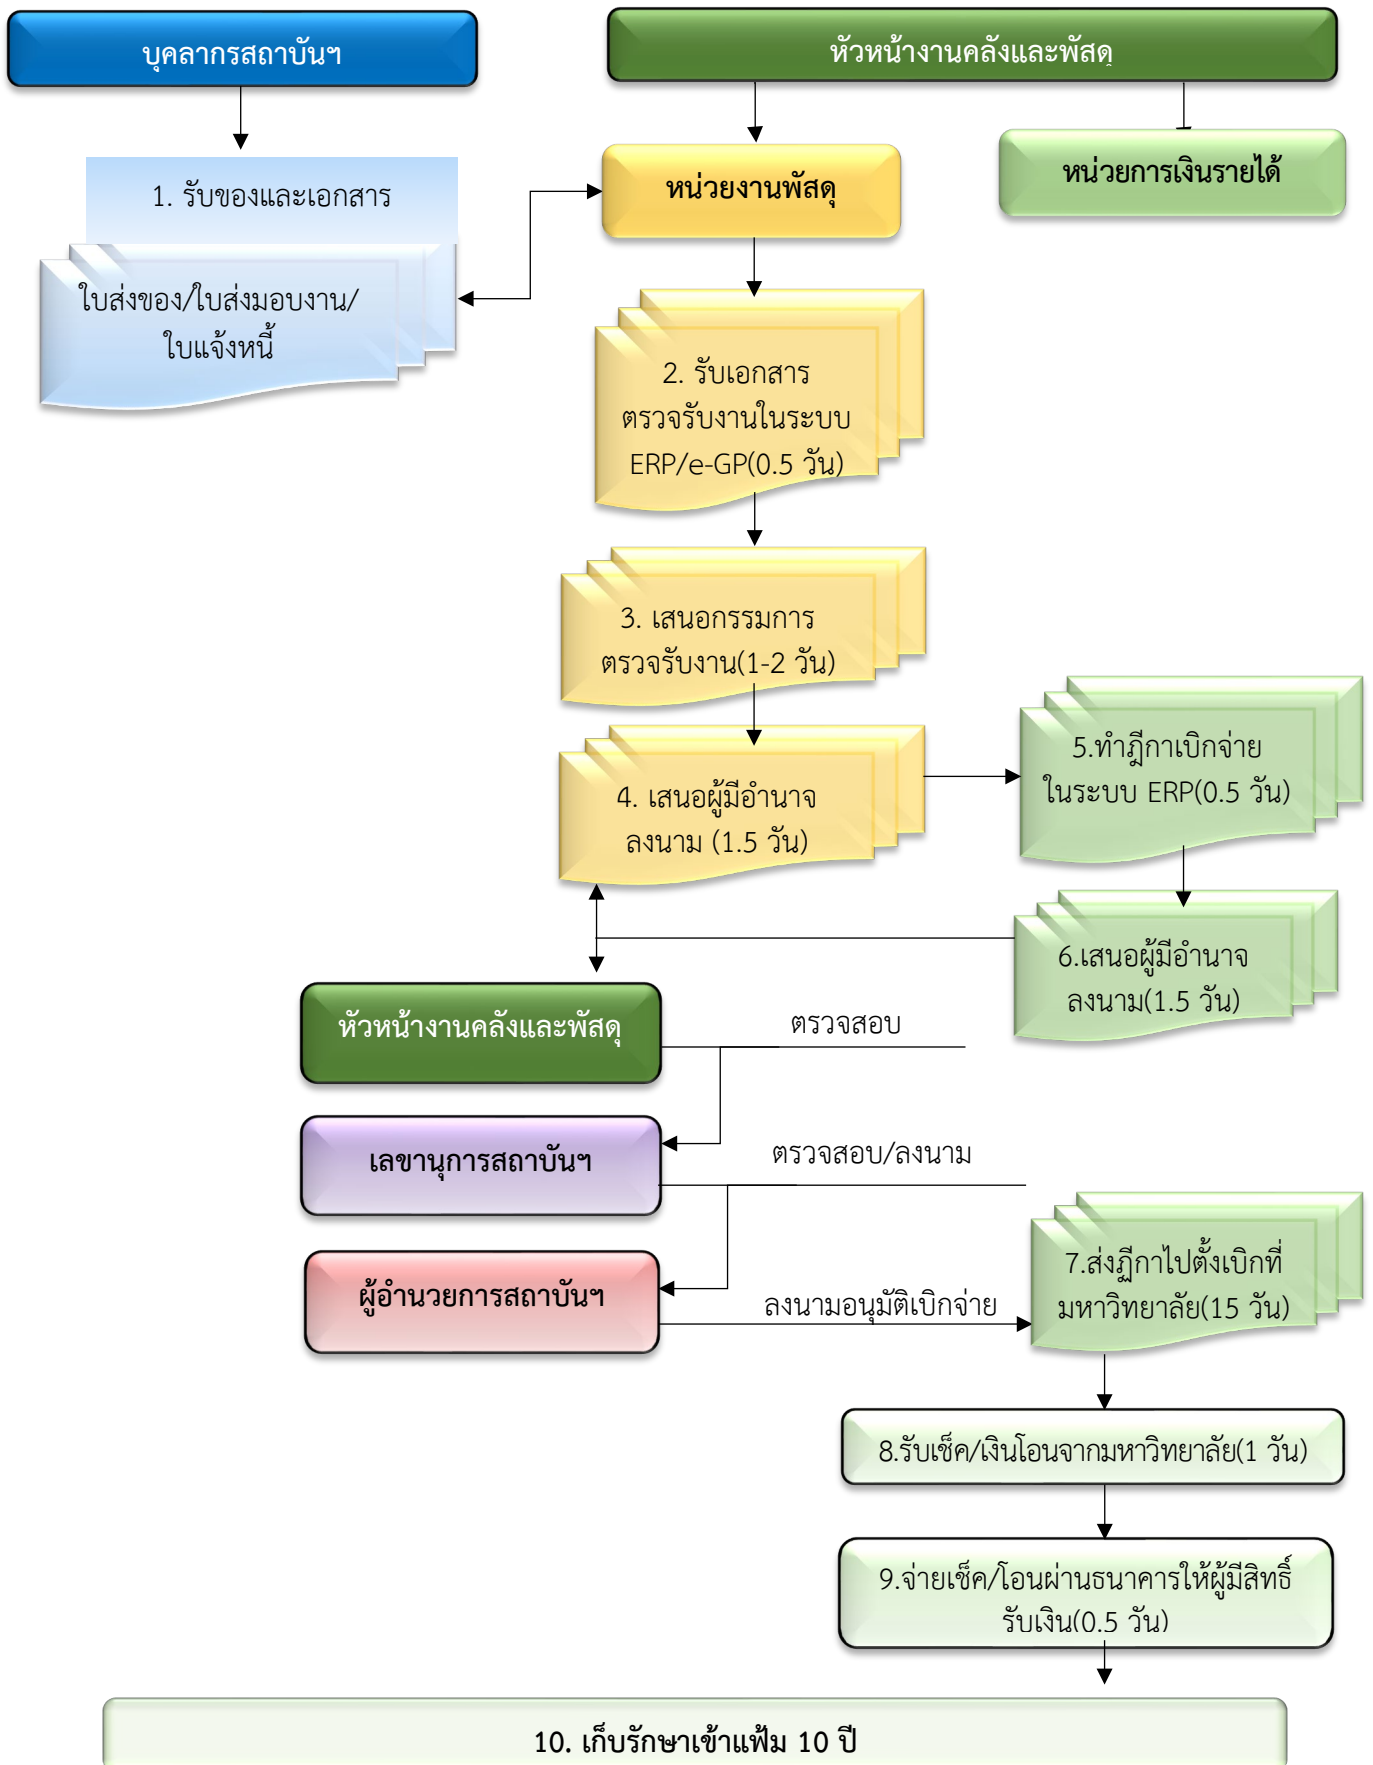 บุคลากรสถาบันฯ
หัวหน้างานคลังและพัสดุ
หน่วยงานพัสดุ
หน่วยการเงินรายได้
1. รับของและเอกสาร
ใบส่งของ/ใบส่งมอบงาน/
ใบแจ้งหนี้
2. รับเอกสาร
ตรวจรับงานในระบบ
ERP/e-GP(0.5 วัน)
3. เสนอกรรมการ
ตรวจรับงาน(1-2 วัน)
4. เสนอผู้มีอำนาจ
ลงนาม (1.5 วัน)
5.ทำฎีกาเบิกจ่าย
ในระบบ ERP(0.5 วัน)
6.เสนอผู้มีอำนาจ
ลงนาม(1.5 วัน)
หัวหน้างานคลังและพัสดุ
ตรวจสอบ
เลขานุการสถาบันฯ
ตรวจสอบ/ลงนาม
ผู้อำนวยการสถาบันฯ
ลงนามอนุมัติเบิกจ่าย
7.ส่งฏีกาไปตั้งเบิกที่
มหาวิทยาลัย(15 วัน)
8.รับเช็ค/เงินโอนจากมหาวิทยาลัย(1 วัน)
9.จ่ายเช็ค/โอนผ่านธนาคารให้ผู้มีสิทธิ์
รับเงิน(0.5 วัน)
10. เก็บรักษาเข้าแฟ้ม 10 ปี